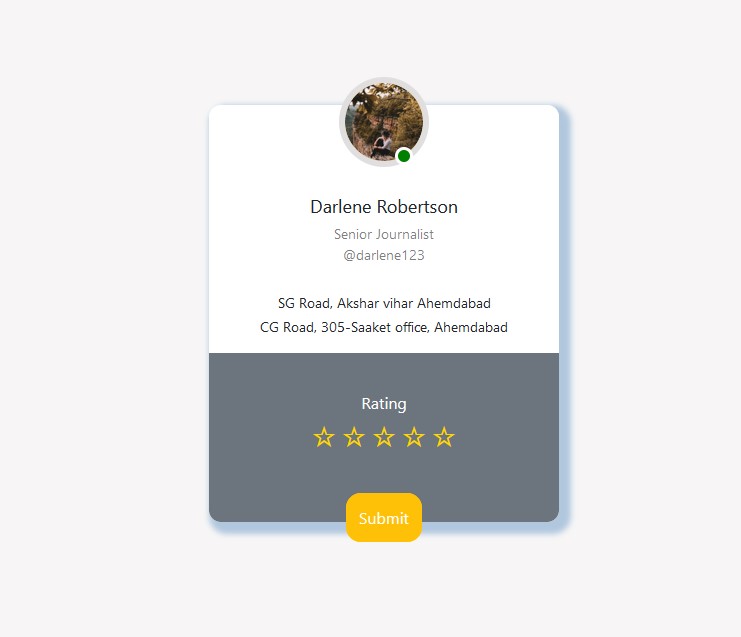 Darlene Robertson
Senior Journalist
@darlene123
SG Road, Akshar vihar Ahemdabad
CG Road, 305-Saaket office, Ahemdabad
Rating
Submit